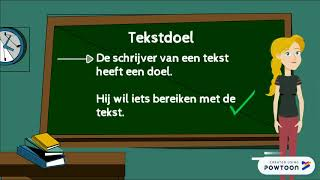 Tekstdoel
De schrijver van een tekst
heeft een doel.
Hij wil iets bereiken met de
tekst.
CREATED USING
POWTOON